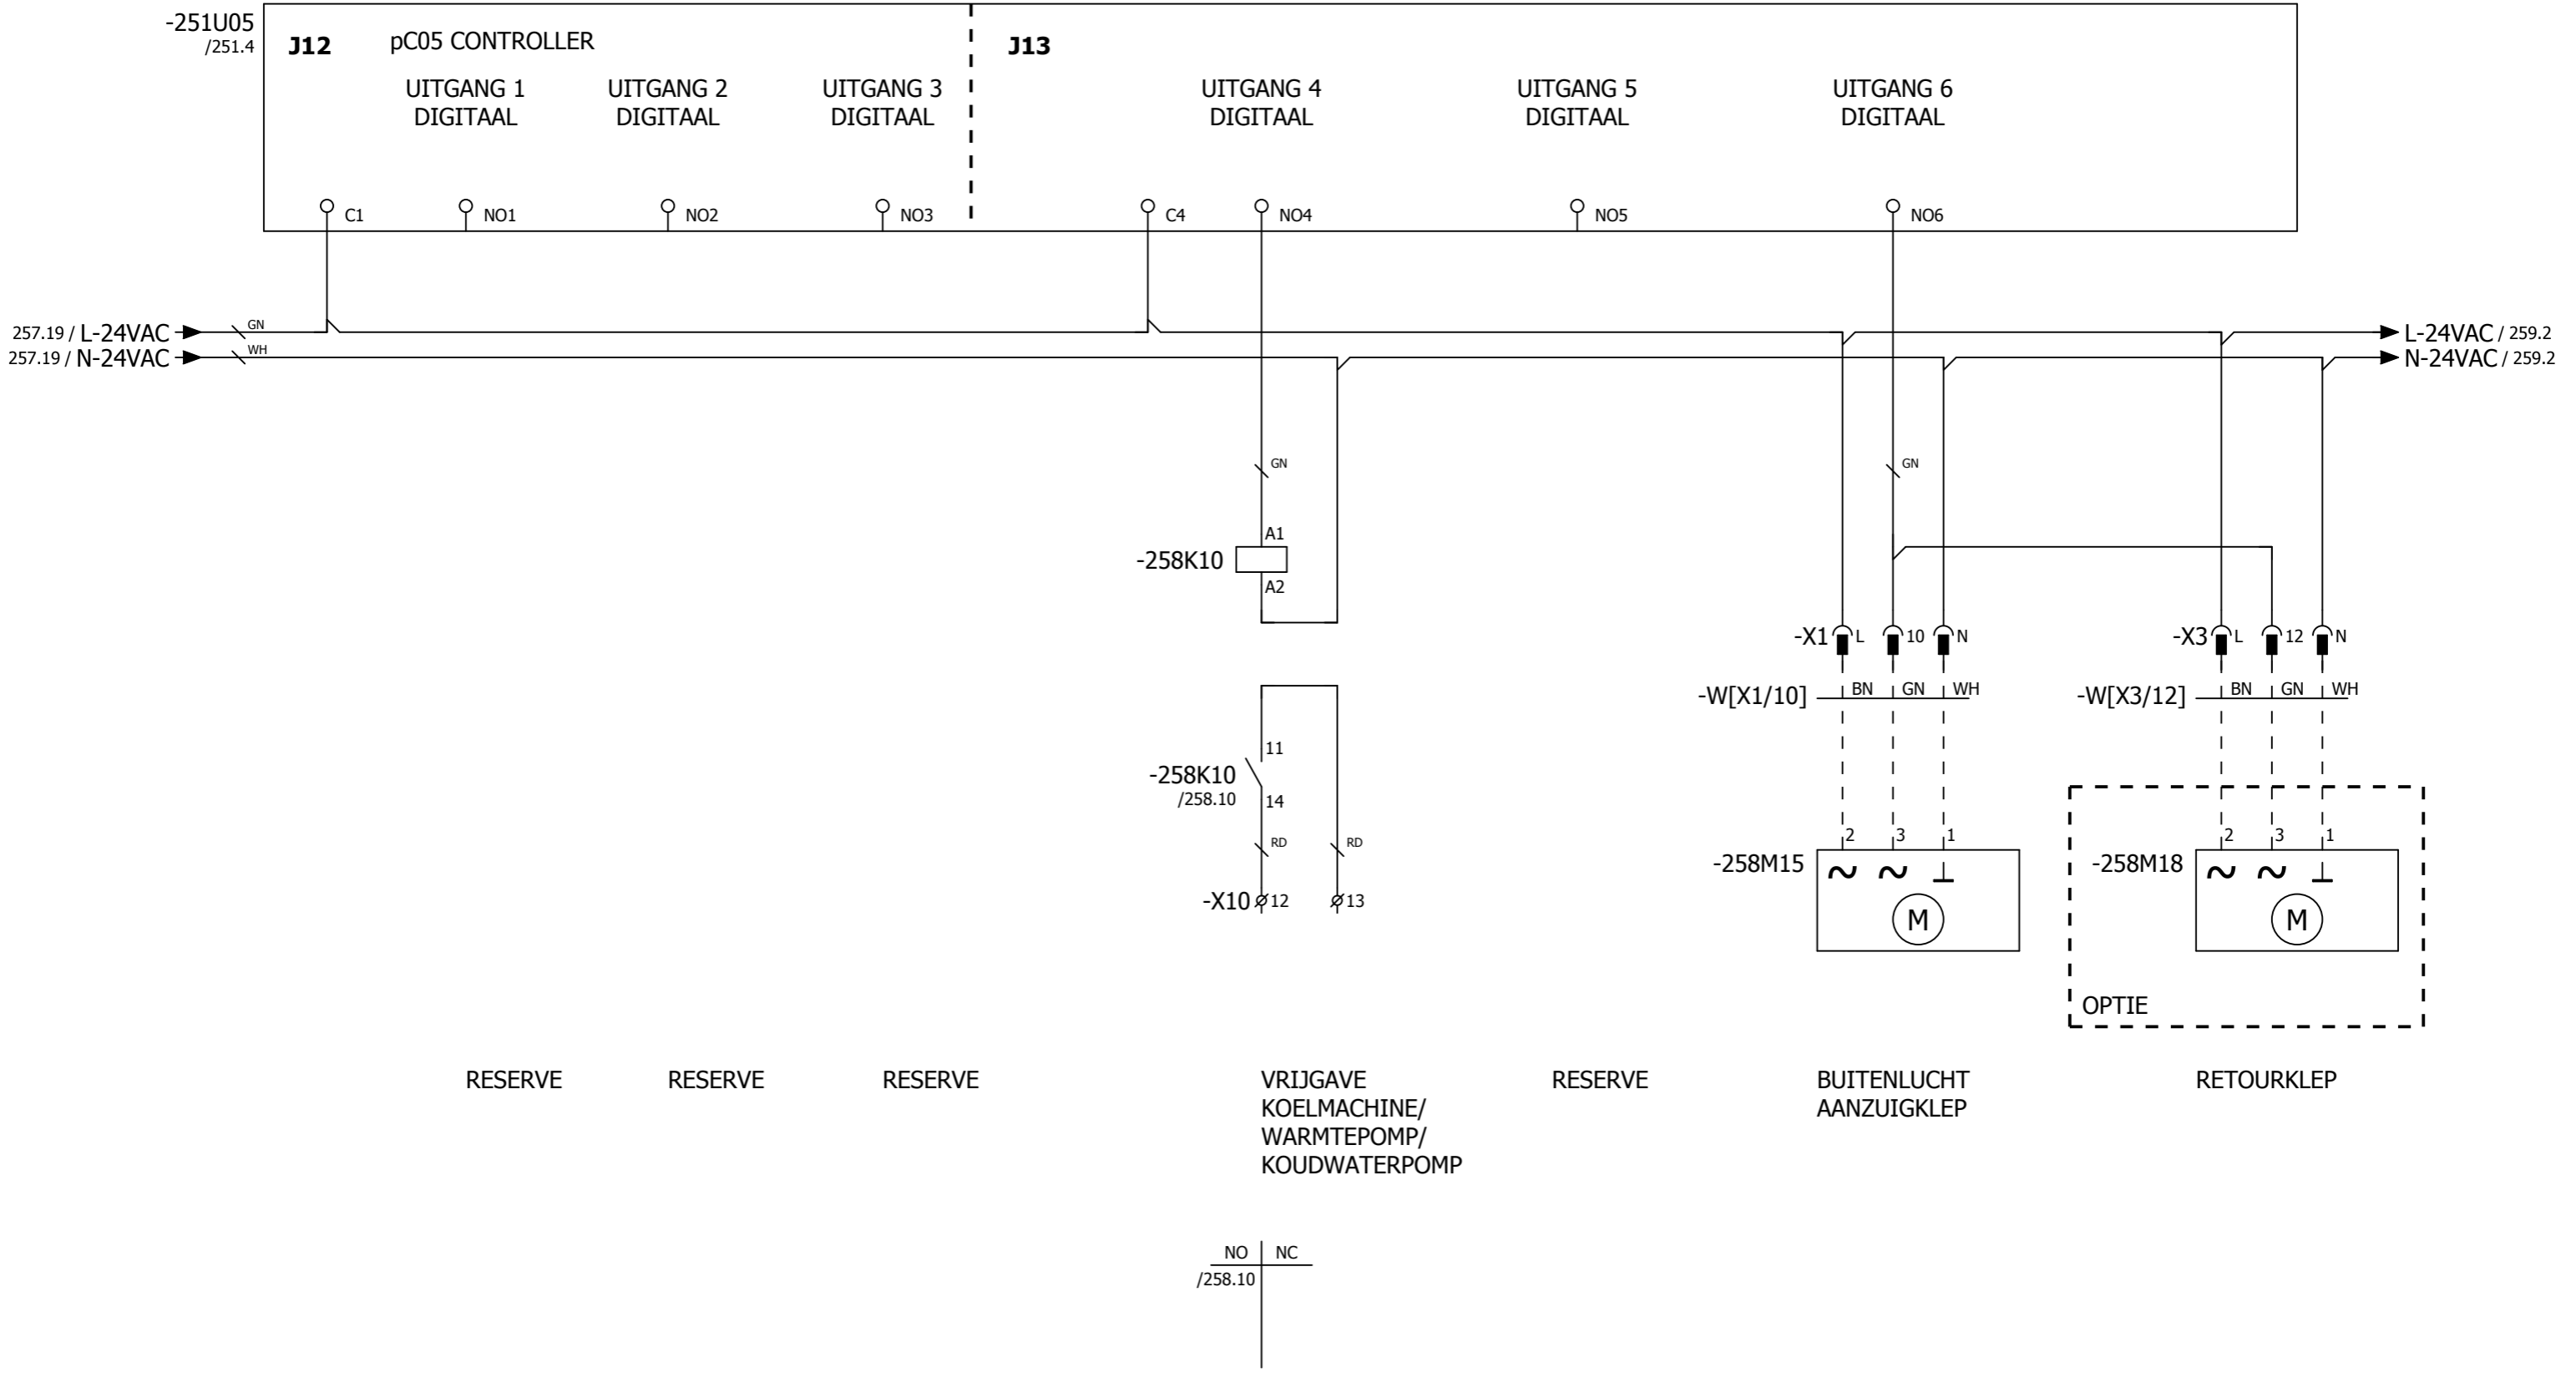 -251U05
/251.4
J12
pC05 CONTROLLER
J13
UITGANG 1
DIGITAAL
UITGANG 2
DIGITAAL
UITGANG 3
DIGITAAL
UITGANG 4
DIGITAAL
UITGANG 5
DIGITAAL
UITGANG 6
DIGITAAL
C1
NO1
NO2
NO3
C4
NO4
NO5
NO6
257.19 / L-24VAC
GN
L-24VAC / 259.2
257.19 / N-24VAC
WH
N-24VAC / 259.2
GN
GN
A1
-258K10
A2
-X1
L
10
N
-X3
L
12
N
-W[X1/10]
BN
GN
WH
-W[X3/12]
BN
GN
WH
11
-258K10
/258.10
14
RD
RD
-X10
12
13
2
3
1
-258M15
~
~
M
2
3
1
-258M18
~
~
M
OPTIE
RESERVE
RESERVE
RESERVE
VRIJGAVE
KOELMACHINE/
WARMTEPOMP/
KOUDWATERPOMP
RESERVE
BUITENLUCHT
AANZUIGKLEP
RETOURKLEP
NO
NC
/258.10